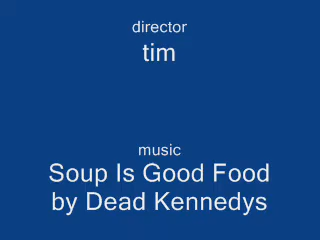 director
tim
music
Soup Is Good Food
by Dead Kennedys